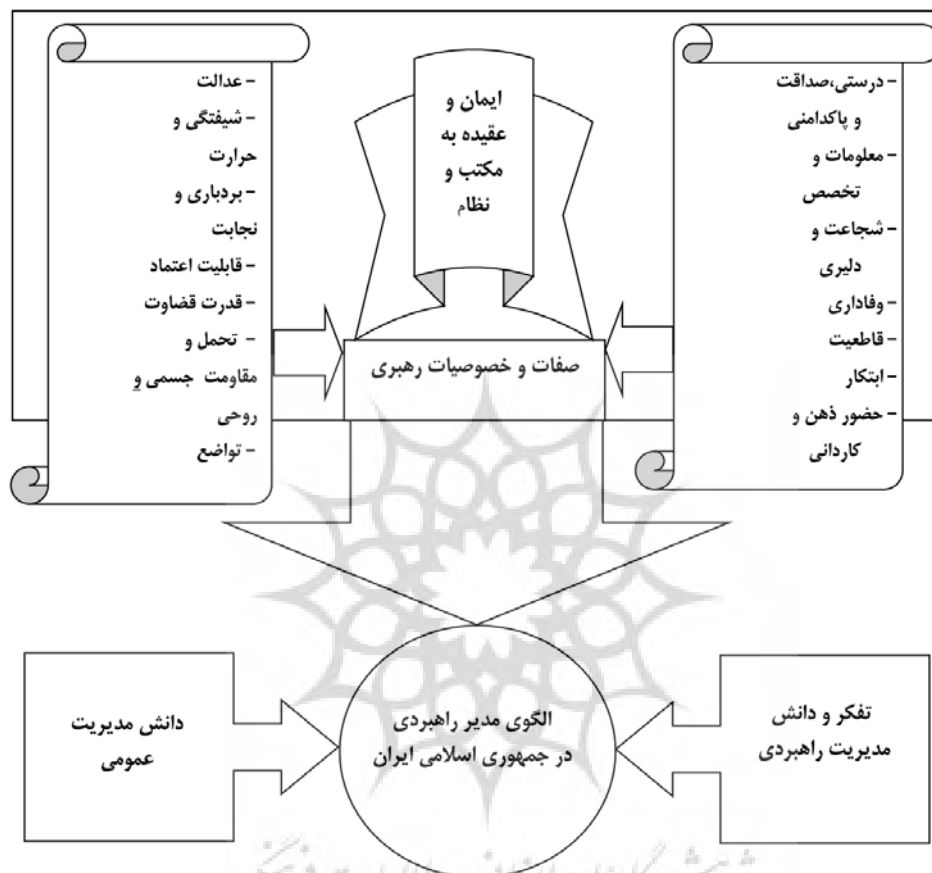 - درستی،صداقت
و پاکدامنی
- معلومات و
تخصص
- شجاعت و
دلیری
- وفاداری
- قاطعیت
- ابتکار
- حضور ذهن و
کاردانی
ایمان و
عقیده به
مکتب و
نظام
- عدالت
- شیفتگی و
حرارت
- بردباری و
نجابت
- قابلیت اعتماد
- قدرت قضاوت
- تحمل و
مقاومت جسمی و
روحی
- تواضع
صفات و خصوصیات رهبری
تفکر و دانش
مدیریت راهبردی
الگوی مدیر راهبردی
در جمهوری اسلامی ایران
دانش مدیریت
عمومی